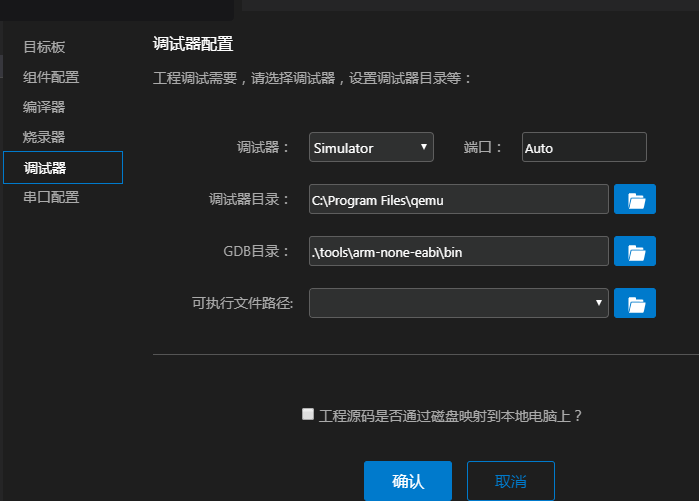 目标板
组件配置
编译器
烧录器
调试器
串口配置
调试器配置
工程调试需要，请选择调试器，设置调试器目录等：
调试器： Simulator 端口： Auto
调试器目录： C:\Program Files\qemu
GDB目录： .\tools\arm-none-eabi\bin
可执行文件路径:
工程源码是否通过磁盘映射到本地电脑上？
确认 取消